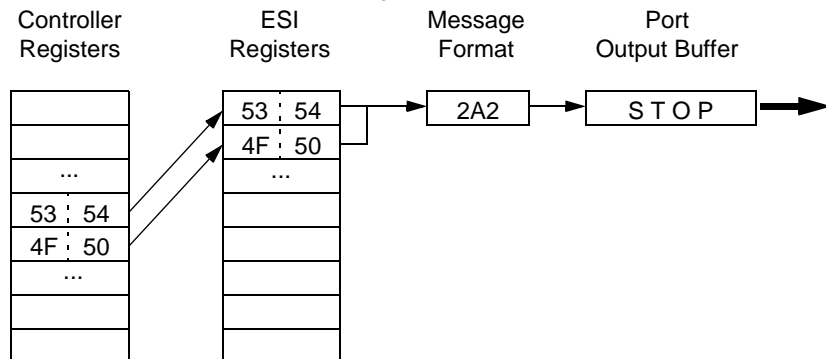 Controller Registers
ESI Registers
Message Format
Port Output Buffer
53 54
4F 50
...
53 54
4F 50
...
...
2A2
S T O P